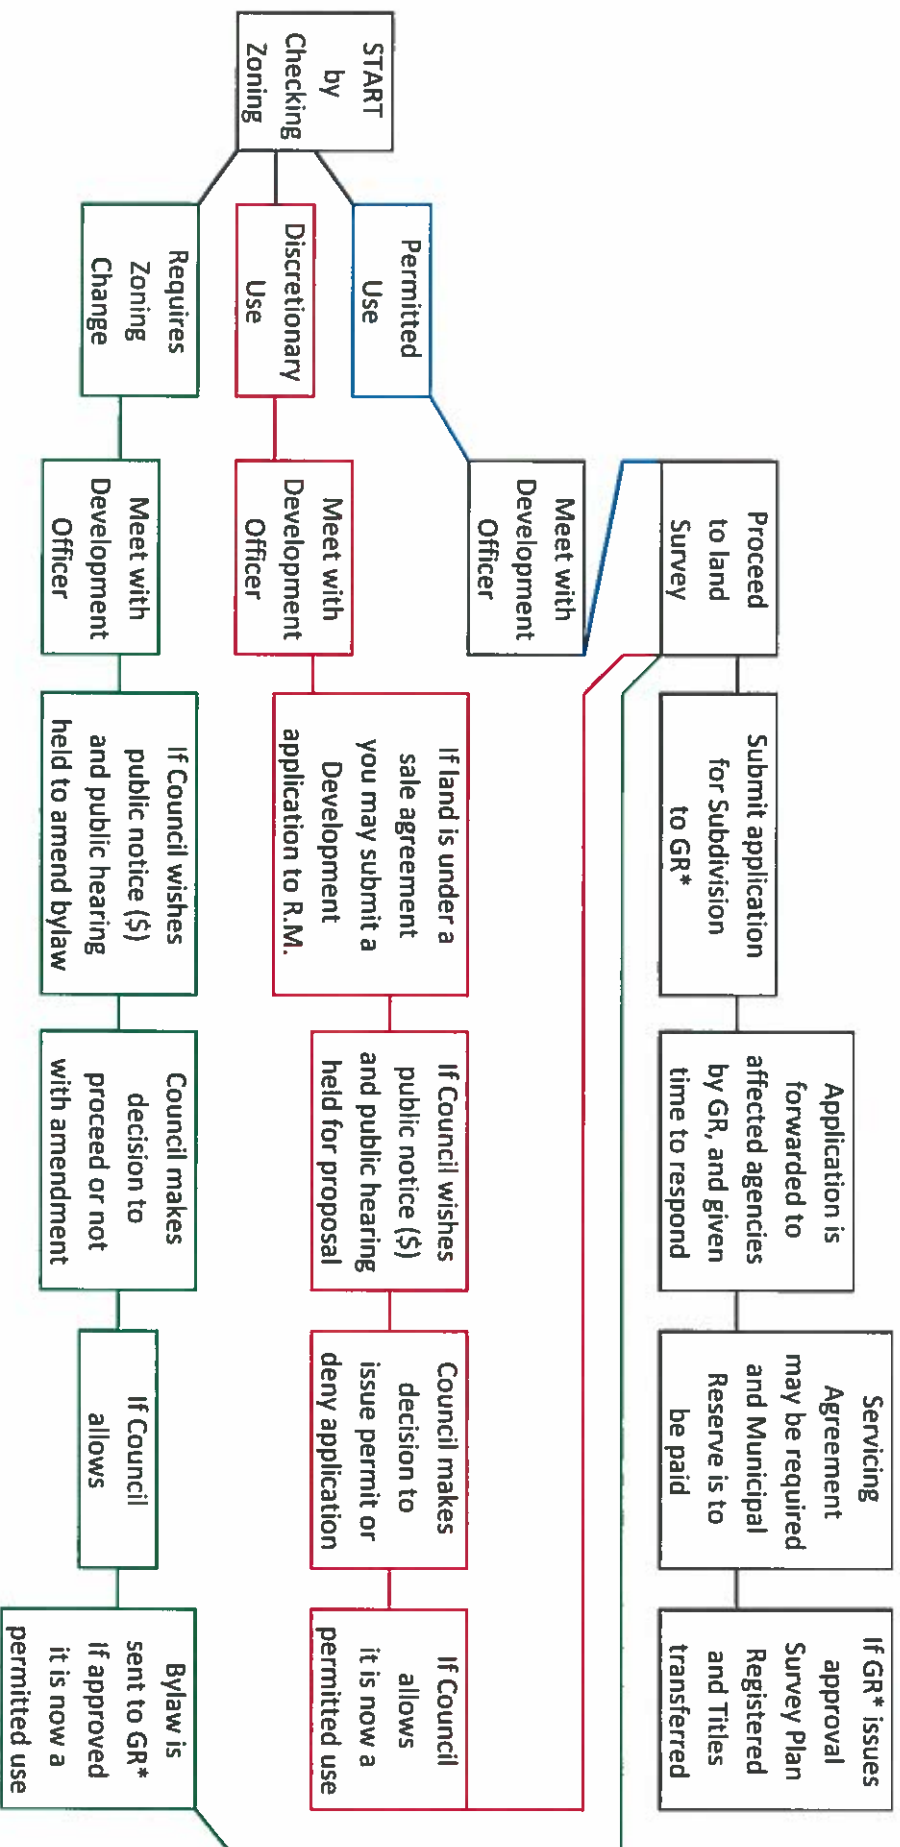 START
by
Checking
Zoning
Permitted
Use
Meet with
Development
Officer
Proceed
to land
Survey
Submit application
for Subdivision
to GR*
Application is
forwarded to
affected agencies
by GR, and given
time to respond
Servicing
Agreement
may be required
and Municipal
Reserve is to
be paid
If GR* issues
approval
Survey Plan
Registered
and Titles
transferred
Discretionary
Use
Meet with
Development
Officer
If land is under a
sale agreement
you may submit a
Development
application to R.M.
If Council wishes
public notice ($)
and public hearing
held for proposal
Council makes
decision to
issue permit or
deny application
If Council
allows
it is now a
permitted use
Requires
Zoning
Change
Meet with
Development
Officer
If Council wishes
public notice ($)
and public hearing
held to amend bylaw
Council makes
decision to
proceed or not
with amendment
If Council
allows
Bylaw is
sent to GR*
If approved
it is now a
permitted use